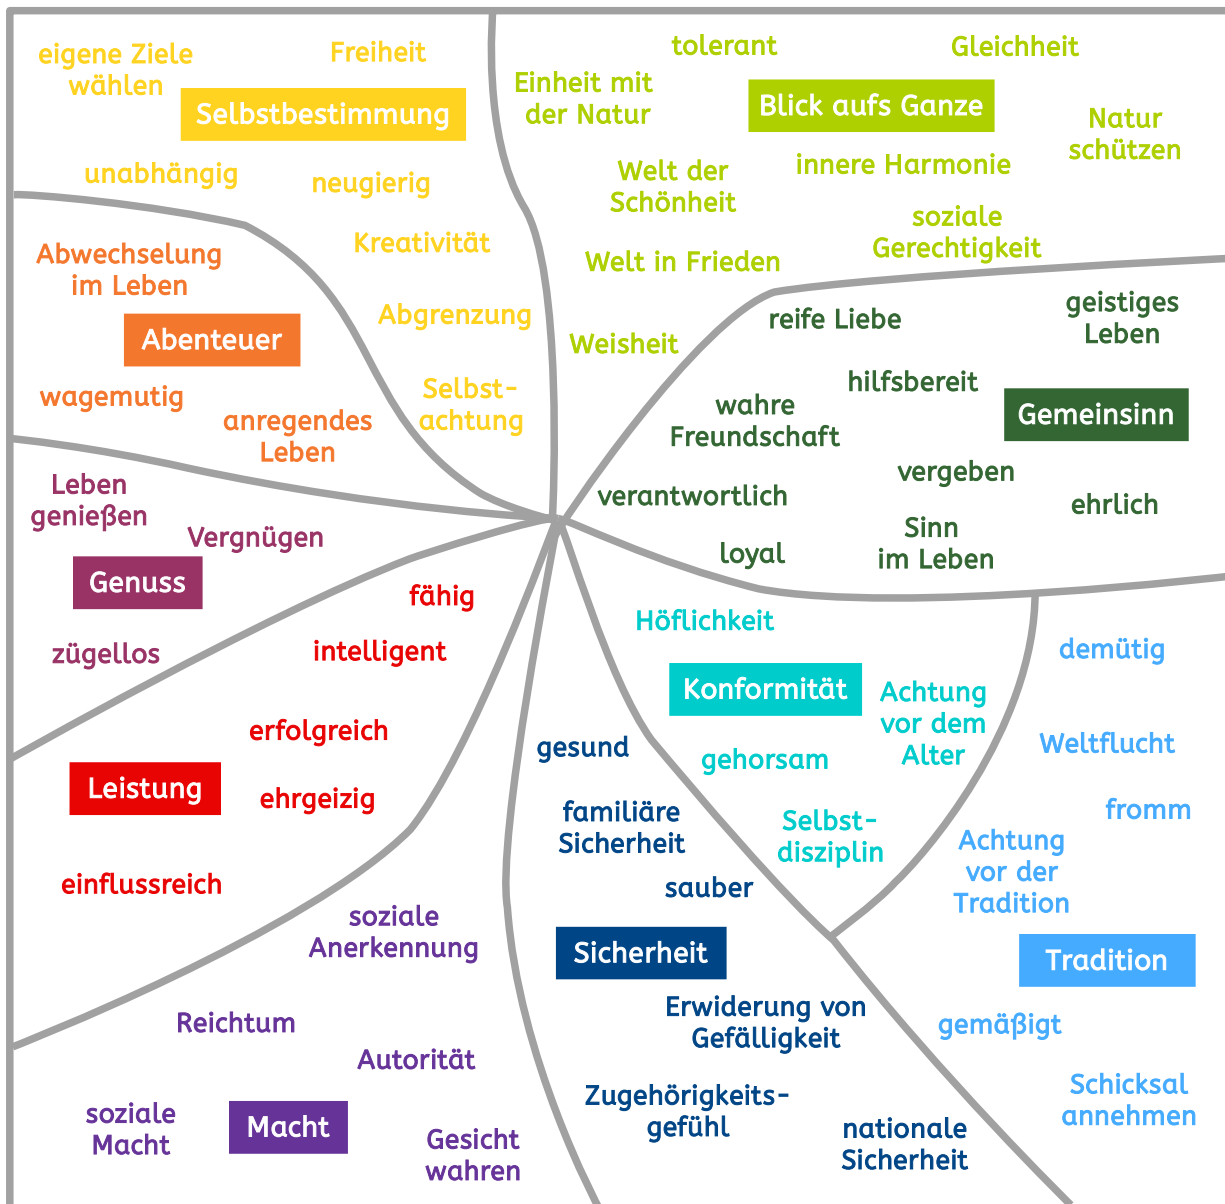 eigene Ziele
wählen
Freiheit
Selbstbestimmung
unabhängig
neugierig
Kreativität
Abgrenzung
Selbst-
achtung
tolerant
Gleichheit
Einheit mit
der Natur
Blick aufs Ganze
Natur
schützen
Welt der
Schönheit
innere Harmonie
soziale
Gerechtigkeit
Welt in Frieden
Weisheit
Abwechselung
im Leben
Abenteuer
wagemutig
anregendes
Leben
reife Liebe
geistiges
Leben
hilfsbereit
wahre
Freundschaft
Gemeinsinn
vergeben
verantwortlich
ehrlich
Sinn
im Leben
loyal
Leben
genießen
Vergnügen
Genuss
zügellos
fähig
intelligent
erfolgreich
Leistung
ehrgeizig
einflussreich
Höflichkeit
Konformität
Achtung
vor dem
Alter
gehorsam
Selbst-
disziplin
demütig
Weltflucht
fromm
Achtung
vor der
Tradition
Tradition
gemäßigt
Schicksal
annehmen
gesund
familiäre
Sicherheit
sauber
Sicherheit
Erwiderung von
Gefälligkeit
Zugehörigkeits-
gefühl
nationale
Sicherheit
soziale
Anerkennung
Reichtum
Autorität
soziale
Macht
Macht
Gesicht
wahren